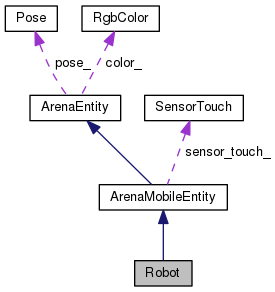 Pose RgbColor
pose_ color_
ArenaEntity SensorTouch
sensor_touch_
ArenaMobileEntity
Robot